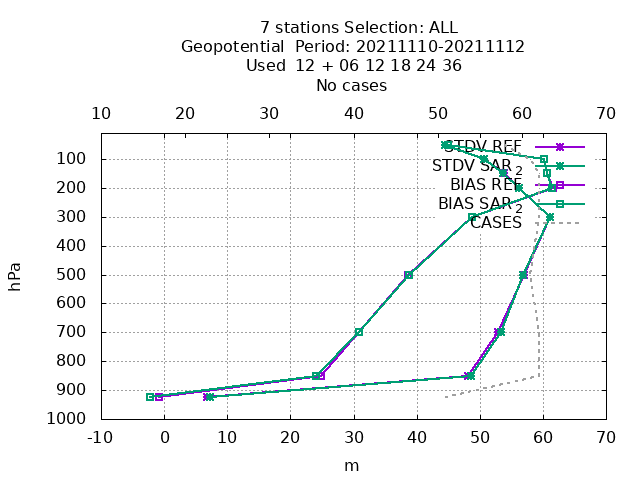 7 stations Selection: ALL
Geopotential  Period: 20211110-20211112
Used  12 + 06 12 18 24 36
No cases
10 20 30 40 50 60 70
STDV REF
STDV SAR2
BIAS REF
BIAS SAR2
CASES
100
200
300
400
500
600
700
800
900
1000
hPa
-10 0 10 20 30 40 50 60 70
m